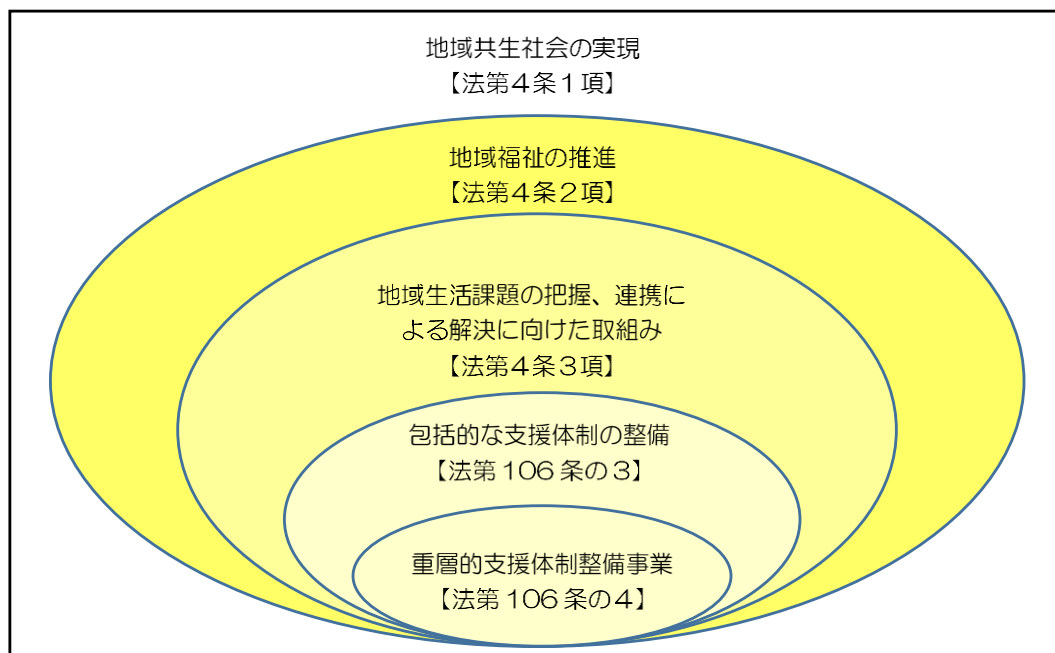 地域共生社会の実現
【法第４条１項】
地域福祉の推進
【法第４条２項】
地域生活課題の把握、連携に
よる解決に向けた取組み
【法第４条３項】
包括的な支援体制の整備
【法第 106 条の３】
重層的支援体制整備事業
【法第 106 条の４】